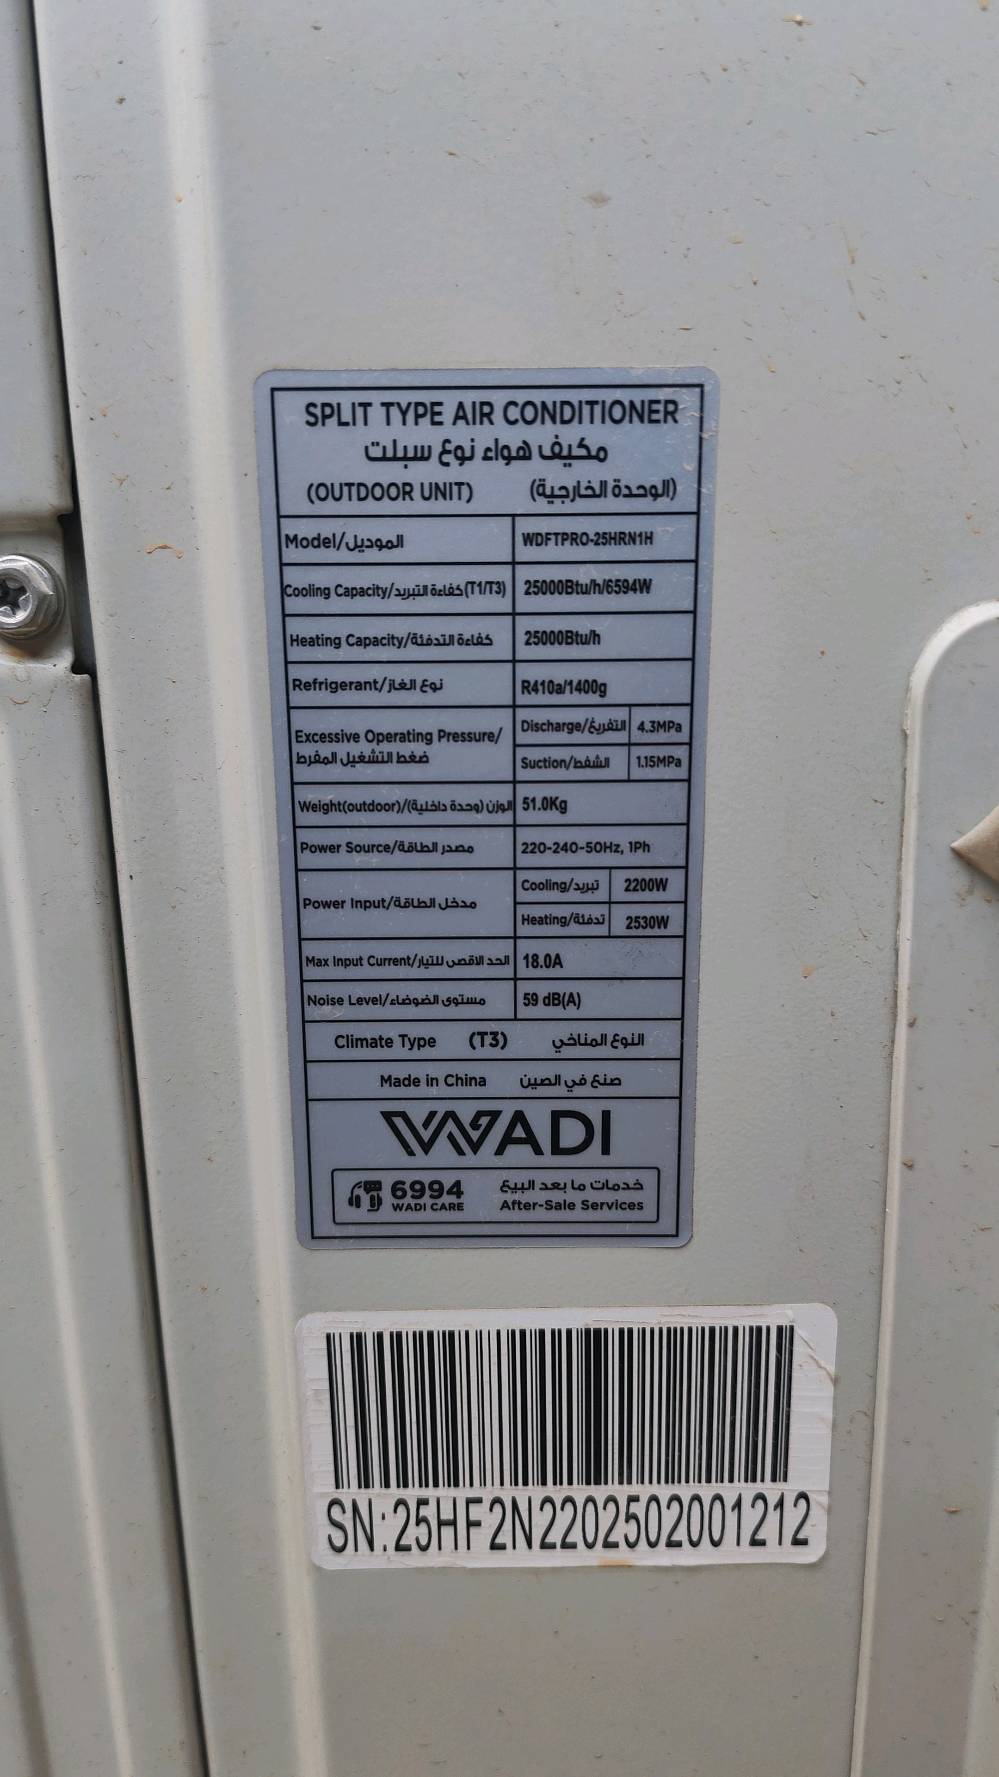 SPLIT TYPE AIR CONDITIONER
مكيف هواء نوع سبلت
(OUTDOOR UNIT) (الوحدة الخارجية)
Model/الموديل WDFTPRO-25HRN1H
Cooling Capacity/كفاءة التبريد(T1/T3) 25000Btu/h/6594W
Heating Capacity/كفاءة التدفئة 25000Btu/h
Refrigerant/نوع الغاز R410a/1400g
Excessive Operating Pressure/
ضغط التشغيل المفرط
Discharge/التفريغ 4.3MPa
Suction/الشفط 1.15MPa
Weight(outdoor)/الوزن (وحدة داخلية) 51.0Kg
Power Source/مصدر الطاقة 220-240-50Hz, 1Ph
Power Input/مدخل الطاقة
Cooling/تبريد 2200W
Heating/تدفئة 2530W
Max Input Current/الحد الاقصى للتيار 18.0A
Noise Level/مستوى الضوضاء 59 dB(A)
Climate Type (T3) النوع المناخي
Made in China صنع في الصين
WADI
6994 خدمات ما بعد البيع
WADI CARE After-Sale Services
SN:25HF2N2202502001212